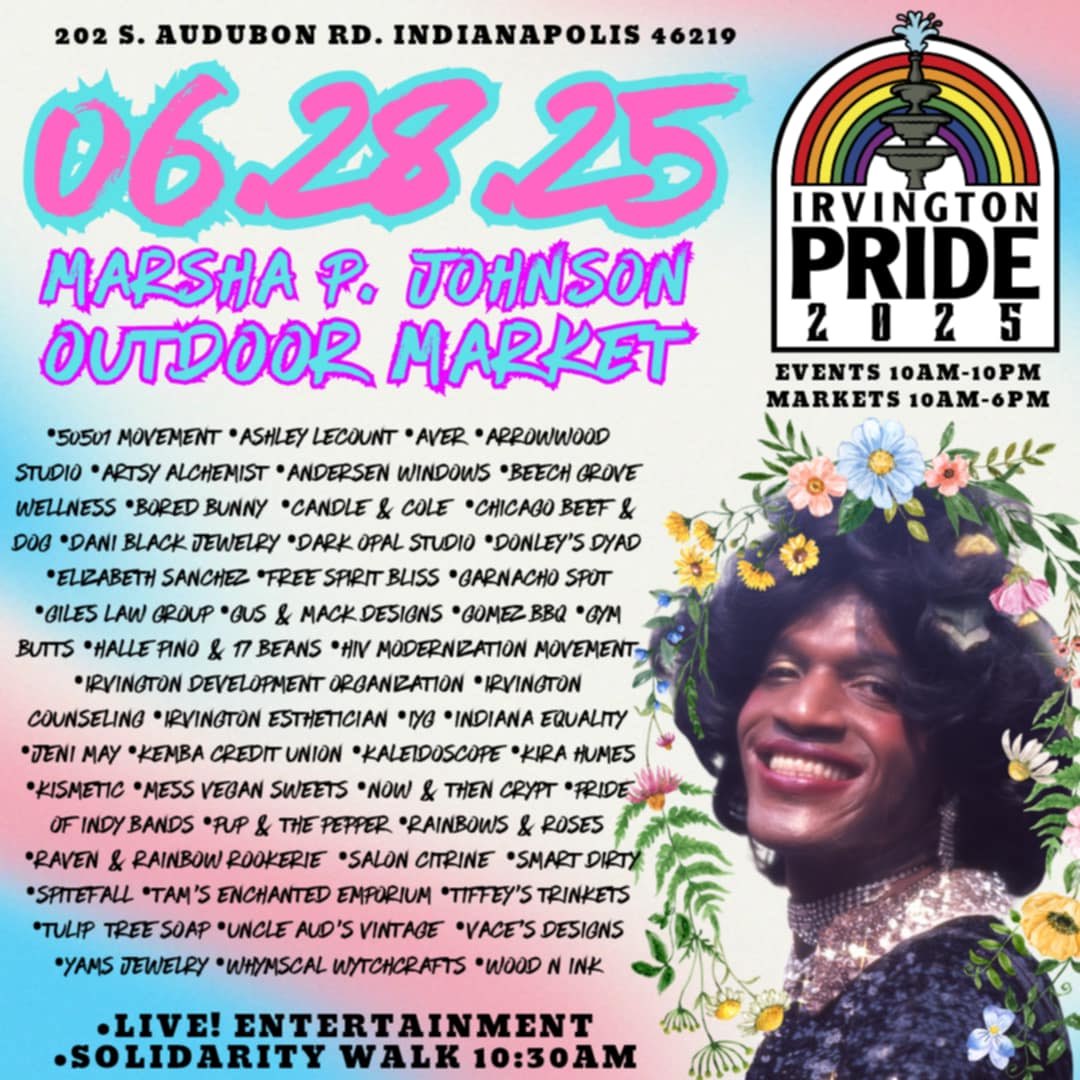 202 S. AUDUBON RD. INDIANAPOLIS 46219
06.28.25
MARSHA P. JOHNSON
OUTDOOR MARKET
IRVINGTON
PRIDE
2025
EVENTS 10AM-10PM
MARKETS 10AM-6PM
•50501 MOVEMENT •ASHLEY LECOUNT •AVER •ARROWWOOD
STUDIO •ARTSY ALCHEMIST •ANDERSEN WINDOWS •BEECH GROVE
WELLNESS •BORED BUNNY •CANDLE & COLE •CHICAGO BEEF &
DOG •DANI BLACK JEWELRY •DARK OPAL STUDIO •DONLEY'S DYAD
•ELIZABETH SANCHEZ •FREE SPIRIT BLISS •GARNACHO SPOT
•GILES LAW GROUP •GUS & MACK DESIGNS •GOMEZ BBQ •GYM
BUTTS •HALLE PINO & 17 BEANS •HIV MODERNIZATION MOVEMENT
•IRVINGTON DEVELOPMENT ORGANIZATION •IRVINGTON
COUNSELING •IRVINGTON ESTHETICIAN •IYG •INDIANA EQUALITY
•JENI MAY •KEMBA CREDIT UNION •KALEIDOSCOPE •KIRA HUMES
•KISMETIC •MESS VEGAN SWEETS •NOW & THEN CRYPT •PRIDE
OF INDY BANDS •PUP & THE PEPPER •RAINBOWS & ROSES
•RAVEN & RAINBOW ROOKERIE •SALON CITRINE •SMART DIRTY
•SPITEFALL •TAM'S ENCHANTED EMPORIUM •TIFFEY'S TRINKETS
•TULIP TREE SOAP •UNCLE AUD'S VINTAGE •VACE'S DESIGNS
•YAMS JEWELRY •WHYMSCAL WYTCHCRAFTS •WOOD N INK
•LIVE! ENTERTAINMENT
•SOLIDARITY WALK 10:30AM